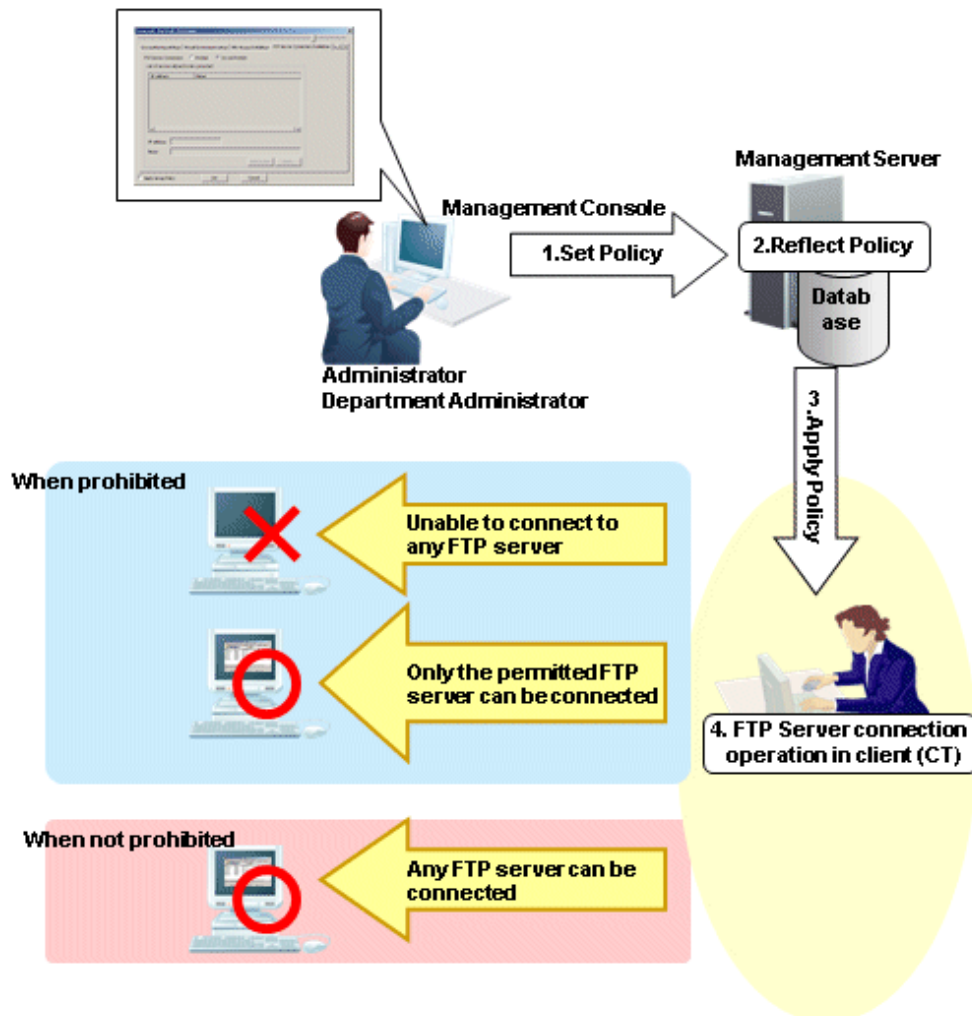 Management Server
Management Console
1.Set Policy
2.Reflect Policy
Datab
ase
Administrator
Department Administrator
3
.Apply Policy
When prohibited
Unable to connect to
any FTP server
Only the permitted FTP
server can be connected
4. FTP Server connection
operation in client (CT)
When not prohibited
Any FTP server can be
connected